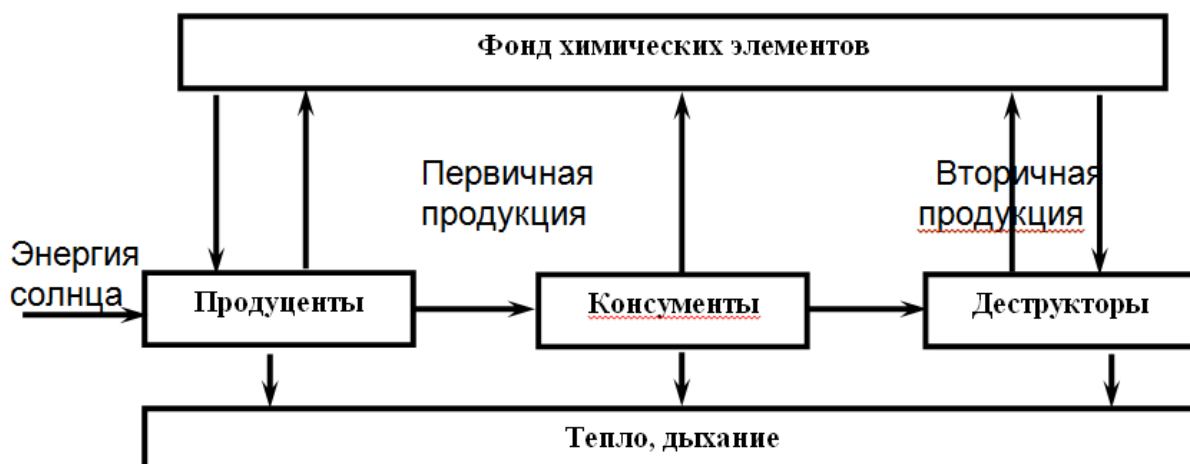 Фонд химических элементов
Первичная
продукция
Вторичная
продукция
Энергия
солнца
Продуценты
Консументы
Деструкторы
Тепло, дыхание